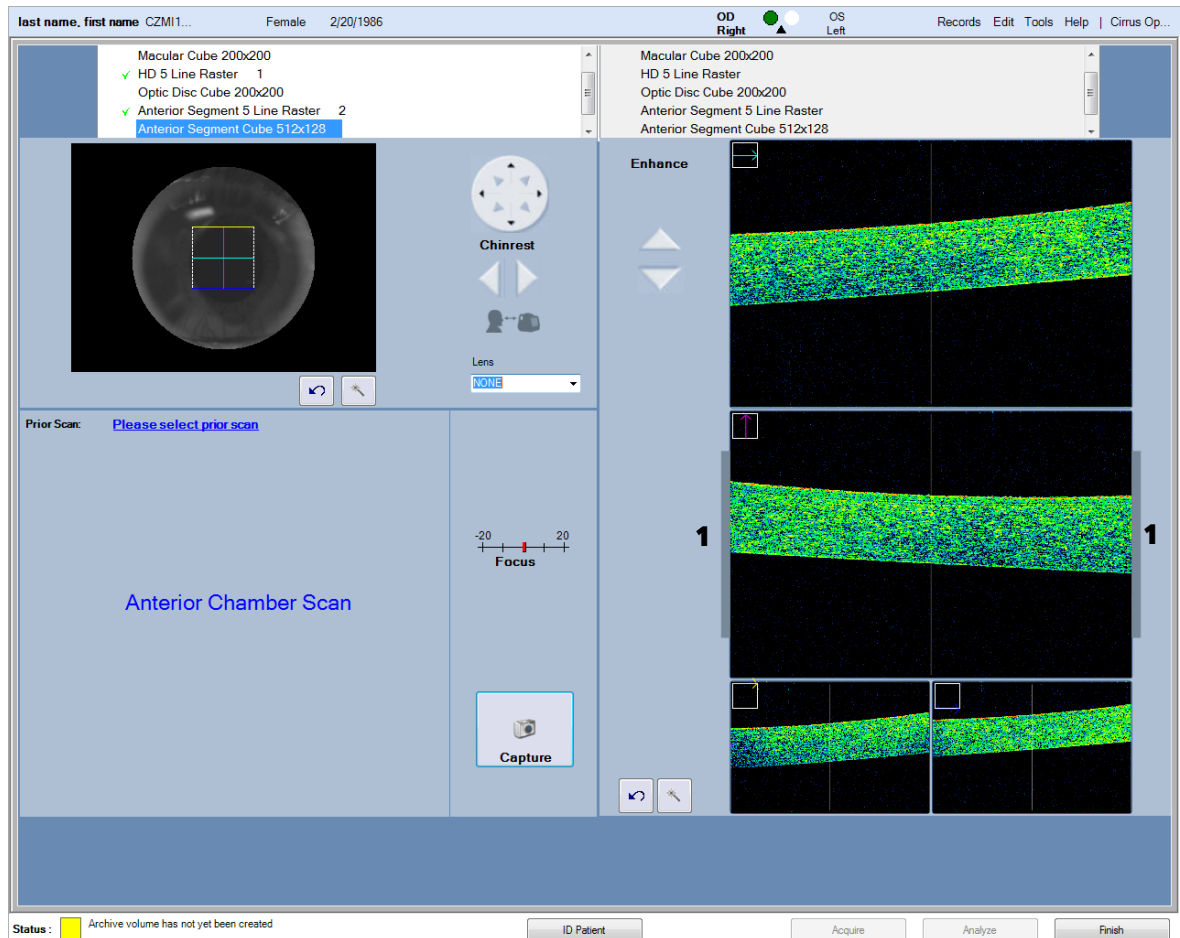 last name, first name CZMI1... Female 2/20/1986 OD Right OS Left Records Edit Tools Help | Cirrus Op...
Macular Cube 200x200
HD 5 Line Raster 1
Optic Disc Cube 200x200
Anterior Segment 5 Line Raster 2
Anterior Segment Cube 512x128
Macular Cube 200x200
HD 5 Line Raster
Optic Disc Cube 200x200
Anterior Segment 5 Line Raster
Anterior Segment Cube 512x128
Chinrest
Lens
NONE
Enhance
Prior Scan: Please select prior scan
Anterior Chamber Scan
-20 20
Focus
Capture
1 1
Status : Archive volume has not yet been created
ID Patient Acquire Analyze Finish